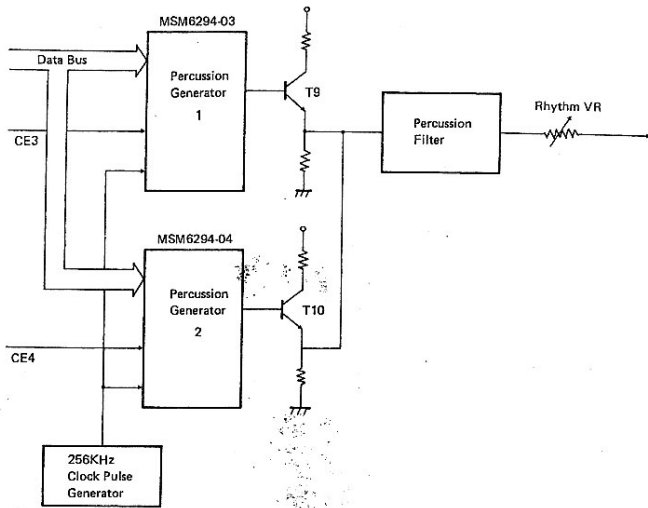 MSM6294-03
Data Bus
Percussion
Generator
1
T9
CE3
Percussion
Filter
Rhythm VR
MSM6294-04
Percussion
Generator
2
T10
CE4
256KHz
Clock Pulse
Generator